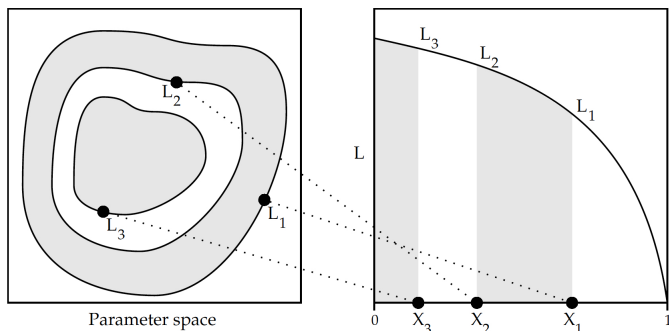 L₂
L₃
L₁
Parameter space
L₃
L₂
L₁
L
0
X₃
X₂
X₁
1